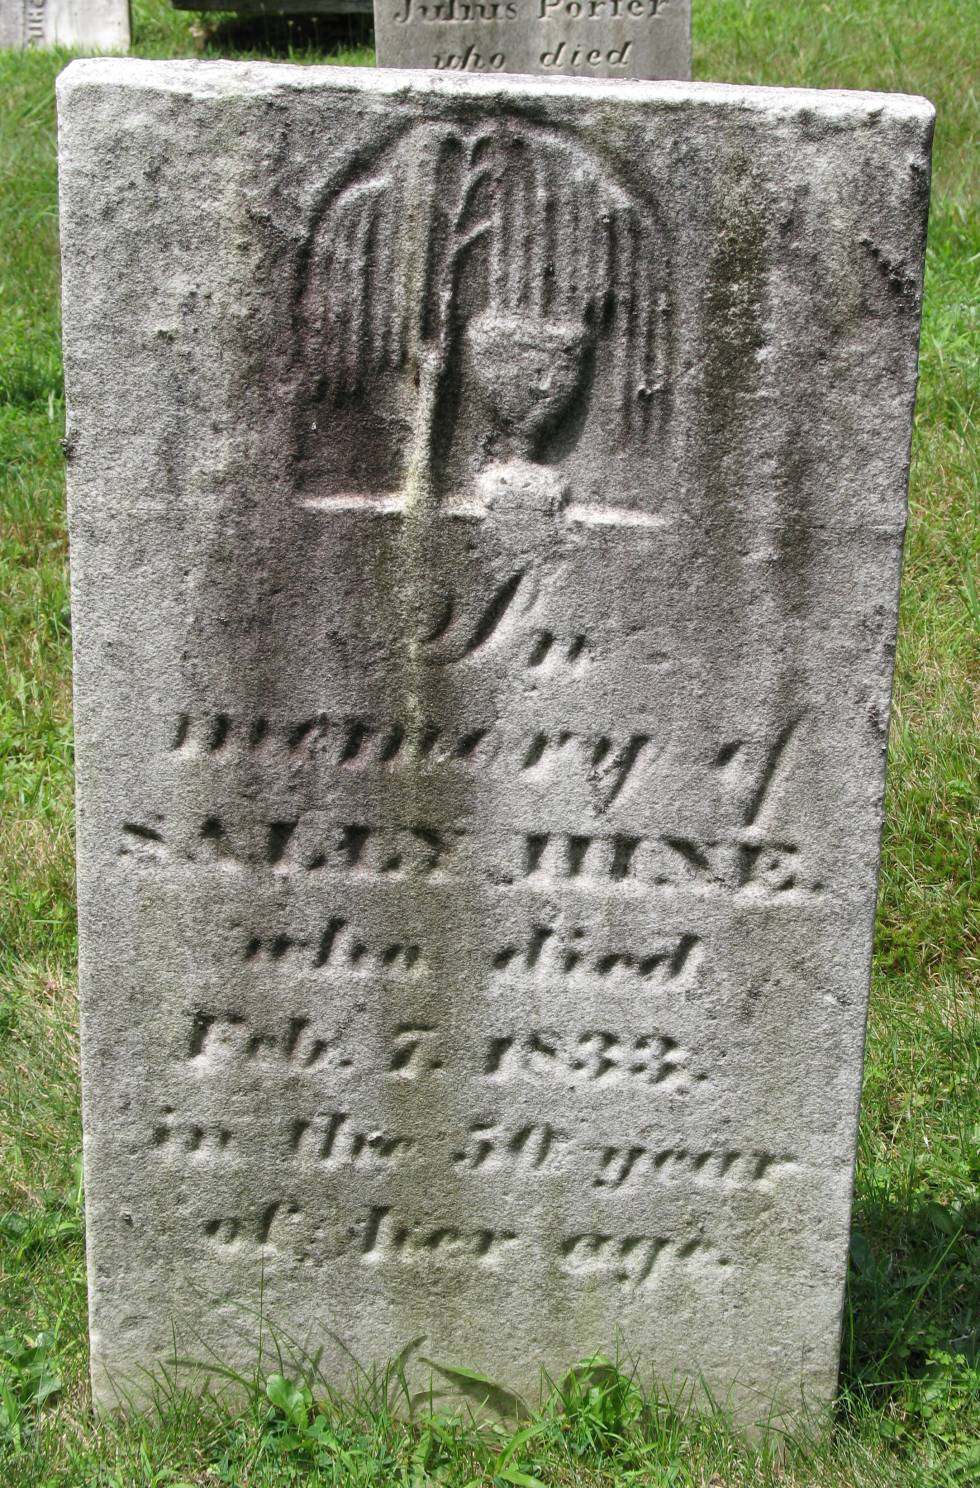 Julius Porter
who died
In
memory of
SALLY HINE
who died
Feb. 7. 1833.
in the 50 year
of her age.